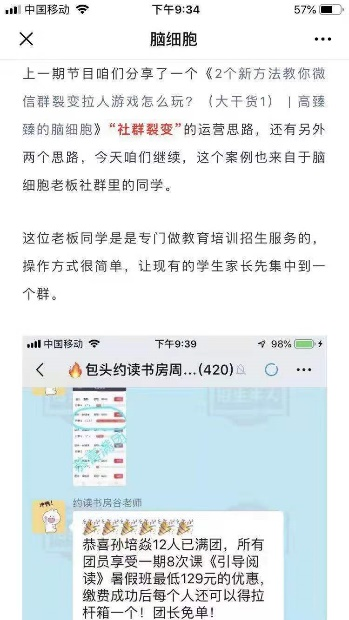 中国移动 下午9:34 57%
脑细胞
上一期节目咱们分享了一个《2个新方法教你微
信群裂变拉人游戏怎么玩？（大干货1）｜高臻
臻的脑细胞》“社群裂变”的运营思路，还有另外
两个思路，今天咱们继续，这个案例也来自于脑
细胞老板社群里的同学。
这位老板同学是是专门做教育培训招生服务的，
操作方式很简单，让现有的学生家长先集中到一
个群。
中国移动 下午9:39 98%
包头约读书房周...(420)
约读书房谷老师
恭喜孙培焱12人已满团，所有
团员享受一期8次课《引导阅
读》暑假班最低129元的优惠，
缴费成功后每个人还可以得拉
杆箱一个！团长免单！